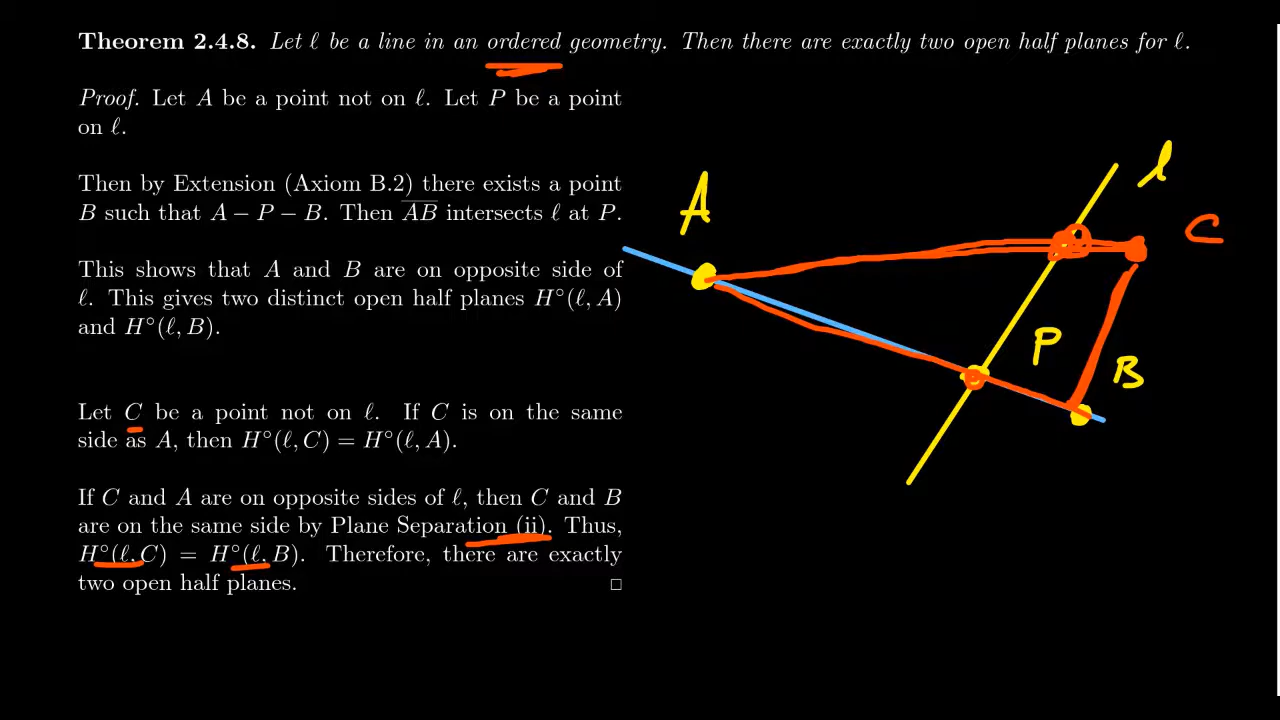 Theorem 2.4.8. Let ℓ be a line in an ordered geometry. Then there are exactly two open half planes for ℓ.
Proof. Let A be a point not on ℓ. Let P be a point
on ℓ.
Then by Extension (Axiom B.2) there exists a point
B such that A − P − B. Then A̅B̅ intersects ℓ at P.
This shows that A and B are on opposite side of
ℓ. This gives two distinct open half planes H°(ℓ, A)
and H°(ℓ, B).
Let C be a point not on ℓ. If C is on the same
side as A, then H°(ℓ, C) = H°(ℓ, A).
If C and A are on opposite sides of ℓ, then C and B
are on the same side by Plane Separation (ii). Thus,
H°(ℓ, C) = H°(ℓ, B). Therefore, there are exactly
two open half planes. □
ℓ
A
C
P
B